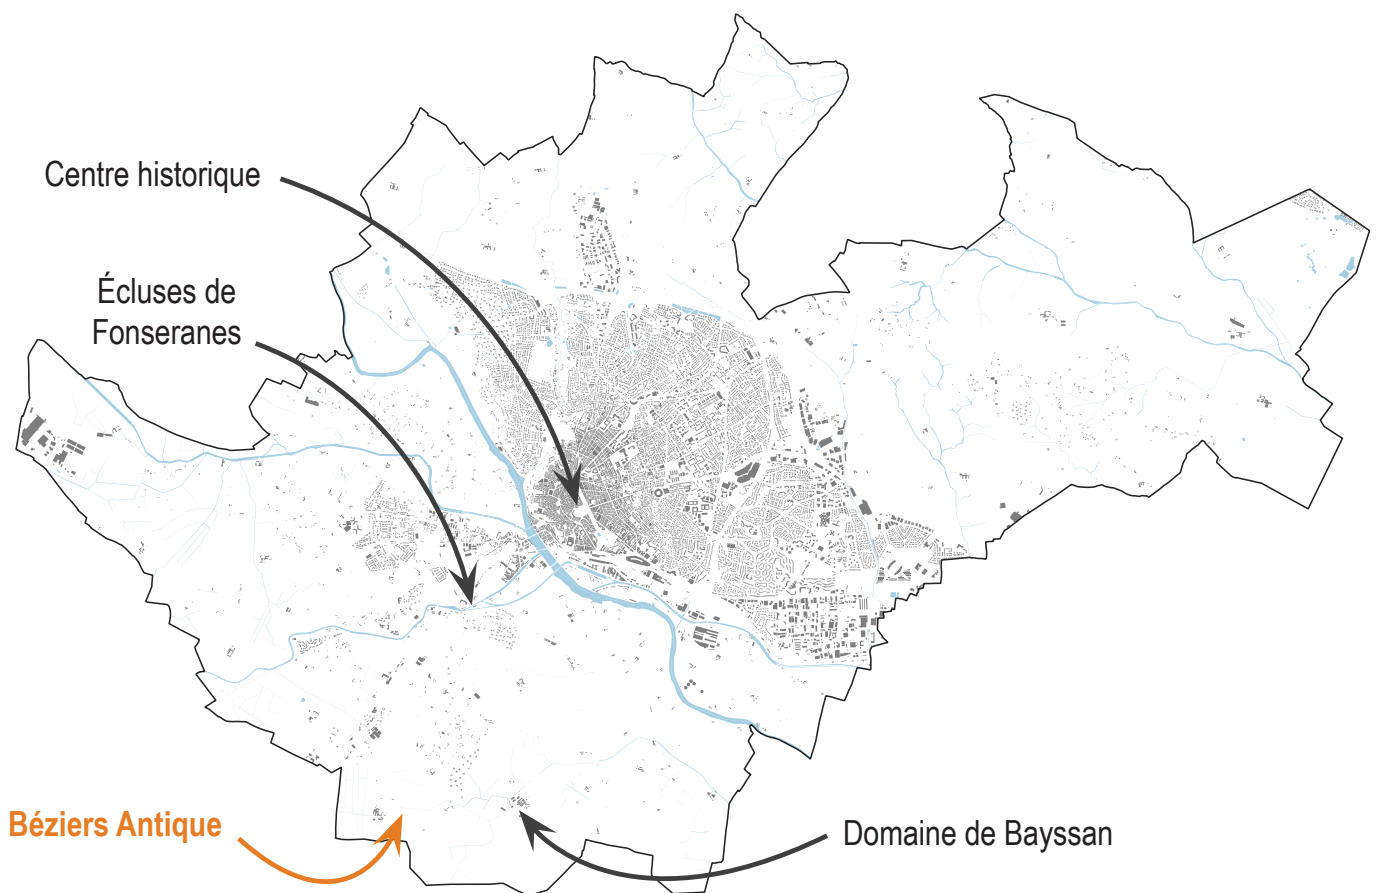 Centre historique
Écluses de
Fonseranes
Béziers Antique
Domaine de Bayssan